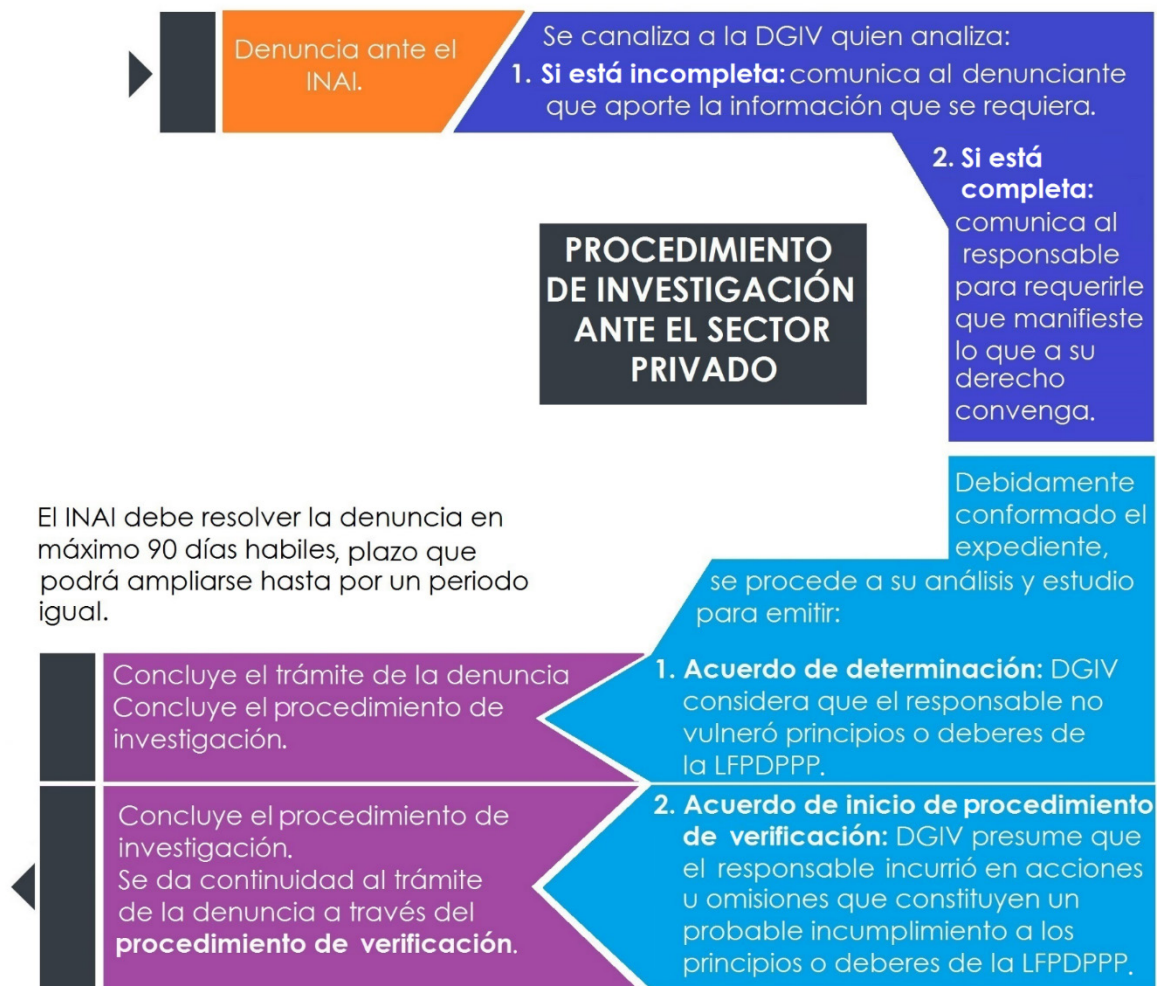 Denuncia ante el
INAI.
Se canaliza a la DGIV quien analiza:
1. Si está incompleta: comunica al denunciante
que aporte la información que se requiera.
2. Si está
completa:
comunica al
responsable
para requerirle
que manifieste
lo que a su
derecho
convenga.
PROCEDIMIENTO
DE INVESTIGACIÓN
ANTE EL SECTOR
PRIVADO
Debidamente
conformado el
expediente,
se procede a su análisis y estudio
para emitir:
1. Acuerdo de determinación: DGIV
considera que el responsable no
vulneró principios o deberes de
la LFPDPPP.
2. Acuerdo de inicio de procedimiento
de verificación: DGIV presume que
el responsable incurrió en acciones
u omisiones que constituyen un
probable incumplimiento a los
principios o deberes de la LFPDPPP.
El INAI debe resolver la denuncia en
máximo 90 días habiles, plazo que
podrá ampliarse hasta por un periodo
igual.
Concluye el trámite de la denuncia
Concluye el procedimiento de
investigación.
Concluye el procedimiento de
investigación.
Se da continuidad al trámite
de la denuncia a través del
procedimiento de verificación.